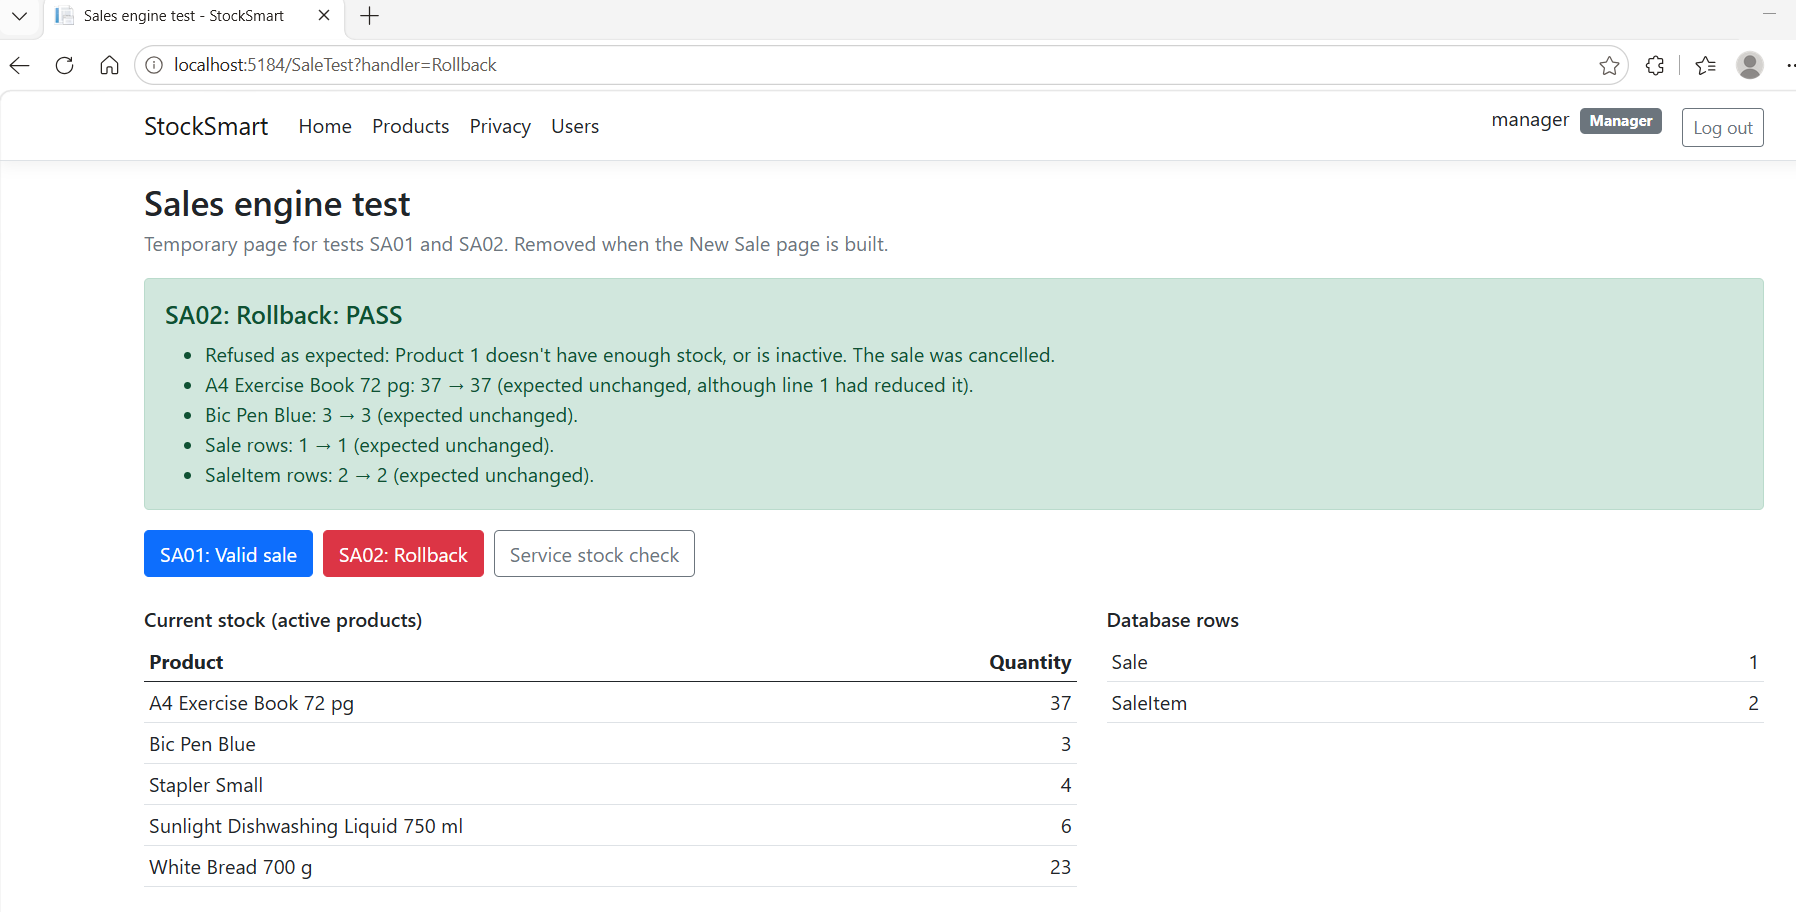 Sales engine test - StockSmart
localhost:5184/SaleTest?handler=Rollback
StockSmart Home Products Privacy Users manager Manager Log out
Sales engine test
Temporary page for tests SA01 and SA02. Removed when the New Sale page is built.
SA02: Rollback: PASS
• Refused as expected: Product 1 doesn't have enough stock, or is inactive. The sale was cancelled.
• A4 Exercise Book 72 pg: 37 → 37 (expected unchanged, although line 1 had reduced it).
• Bic Pen Blue: 3 → 3 (expected unchanged).
• Sale rows: 1 → 1 (expected unchanged).
• SaleItem rows: 2 → 2 (expected unchanged).
SA01: Valid sale SA02: Rollback Service stock check
Current stock (active products)
Product Quantity
A4 Exercise Book 72 pg 37
Bic Pen Blue 3
Stapler Small 4
Sunlight Dishwashing Liquid 750 ml 6
White Bread 700 g 23
Database rows
Sale 1
SaleItem 2